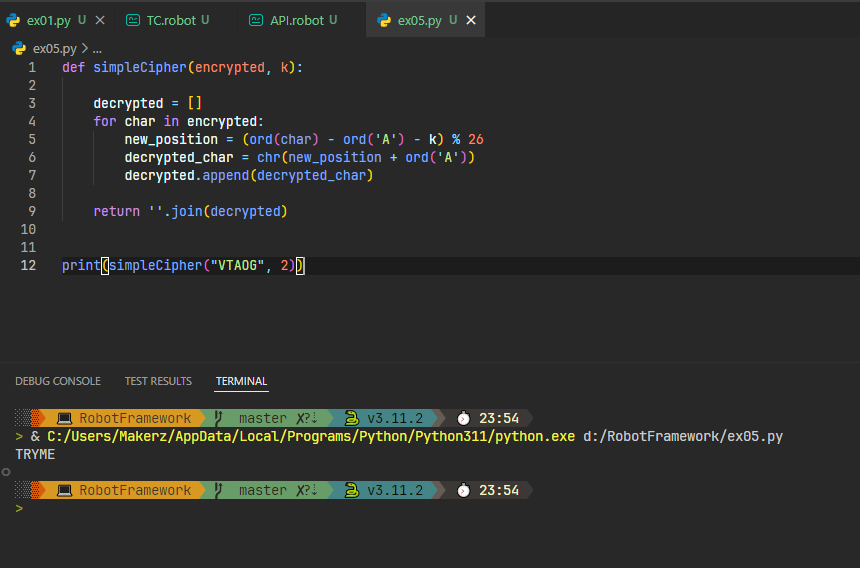 ex01.py U
TC.robot U
API.robot U
ex05.py U
ex05.py > ...
1 def simpleCipher(encrypted, k):
2
3 decrypted = []
4 for char in encrypted:
5 new_position = (ord(char) - ord('A') - k) % 26
6 decrypted_char = chr(new_position + ord('A'))
7 decrypted.append(decrypted_char)
8
9 return ''.join(decrypted)
10
11
12 print(simpleCipher("VTAOG", 2))
DEBUG CONSOLE TEST RESULTS TERMINAL
RobotFramework master ✗?⇣ v3.11.2 23:54
> & C:/Users/Makerz/AppData/Local/Programs/Python/Python311/python.exe d:/RobotFramework/ex05.py
TRYME
RobotFramework master ✗?⇣ v3.11.2 23:54
>